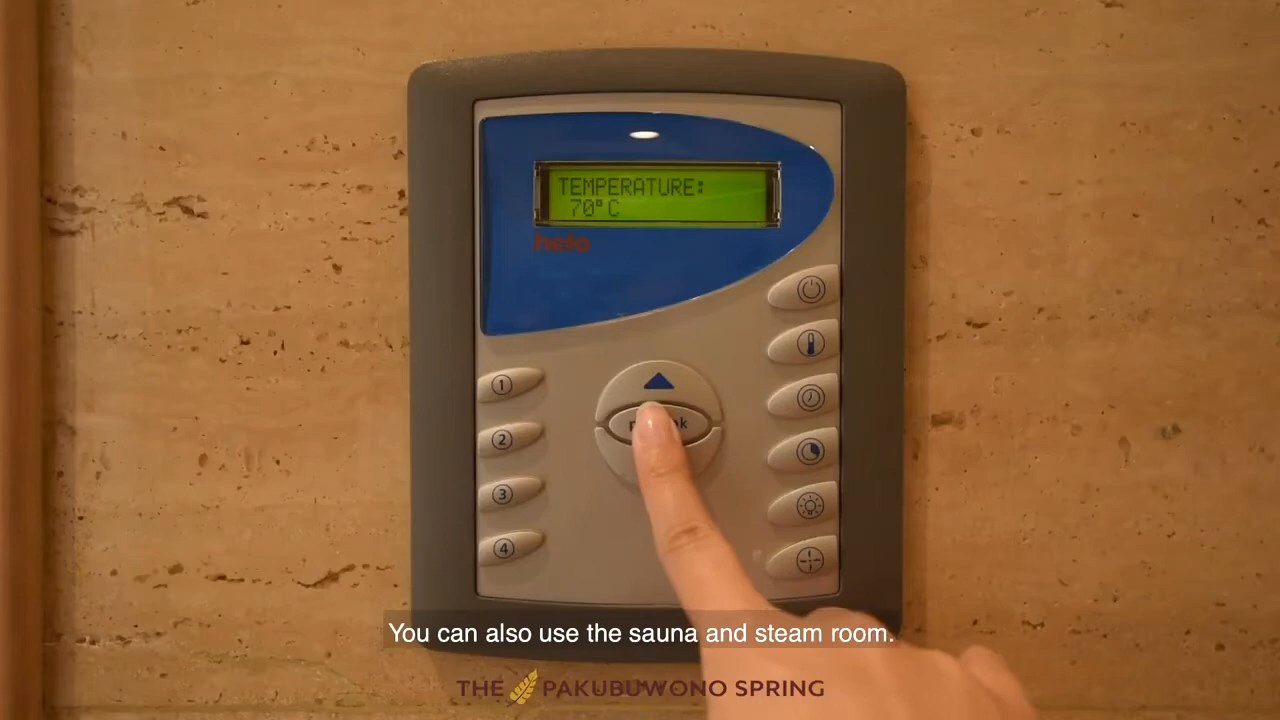 TEMPERATURE:
70°C
helo
1
2
3
4
You can also use the sauna and steam room.
THE PAKUBUWONO SPRING